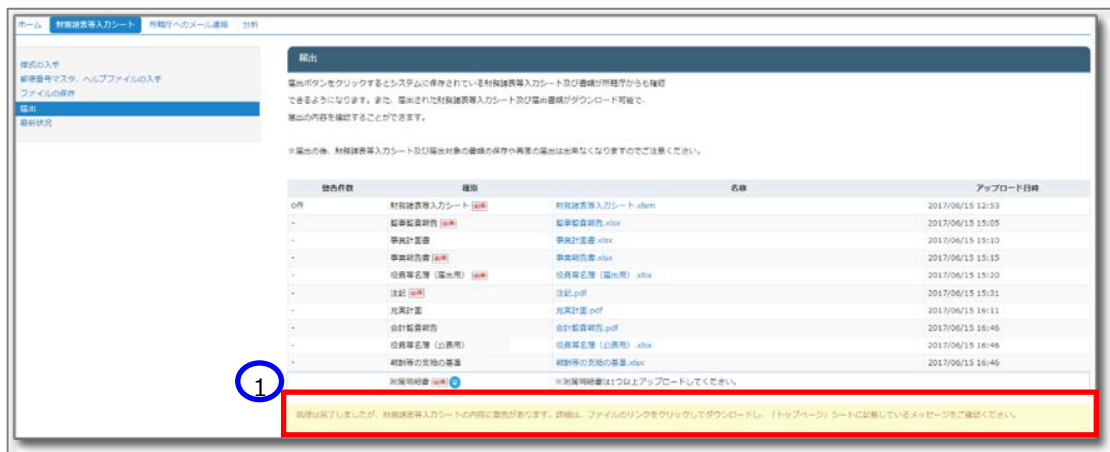 ホーム 財務諸表等入力シート 所轄庁へのメール連絡 分析
様式の入手
郵便番号マスタ、ヘルプファイルの入手
ファイルの保存
届出
最新状況
届出
届出ボタンをクリックするとシステムに保存されている財務諸表等入力シート及び書類が所轄庁からも確認
できるようになります。また、届出された財務諸表等入力シート及び届出書類がダウンロード可能で、
届出の内容を確認することができます。
※届出の後、財務諸表等入力シート及び届出対象の書類の保存や再度の届出は出来なくなりますのでご注意ください。
警告件数 種別 名称 アップロード日時
0件 財務諸表等入力シート 必須 財務諸表等入力シート.xlsm 2017/06/15 12:53
- 監事監査報告 必須 監事監査報告.xlsx 2017/06/15 15:05
- 事業計画書 事業計画書.xlsx 2017/06/15 15:10
- 事業報告書 必須 事業報告書.xlsx 2017/06/15 15:15
- 役員等名簿（届出用） 必須 役員等名簿（届出用）.xlsx 2017/06/15 15:20
- 注記 必須 注記.pdf 2017/06/15 15:31
- 充実計画 充実計画.pdf 2017/06/15 16:11
- 会計監査報告 会計監査報告.pdf 2017/06/15 16:46
- 役員等名簿（公表用） 役員等名簿（公表用）.xlsx 2017/06/15 16:46
- 報酬等の支給の基準 報酬等の支給の基準.xlsx 2017/06/15 16:46
附属明細書 必須 ※附属明細書は1つ以上アップロードしてください。
1
処理は完了しましたが、財務諸表等入力シートの内容に警告があります。詳細は、ファイルのリンクをクリックしてダウンロードし、「トップページ」シートに記載しているメッセージをご確認ください。